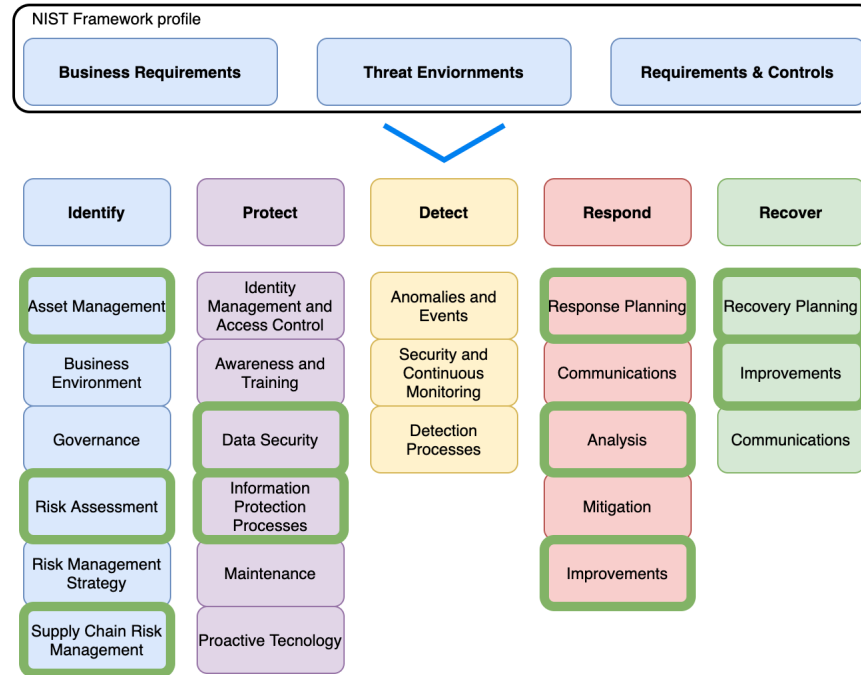 NIST Framework profile
Business Requirements
Threat Enviornments
Requirements & Controls
Identify
Protect
Detect
Respond
Recover
Asset Management
Business
Environment
Governance
Risk Assessment
Risk Management
Strategy
Supply Chain Risk
Management
Identity
Management and
Access Control
Awareness and
Training
Data Security
Information
Protection
Processes
Maintenance
Proactive Tecnology
Anomalies and
Events
Security and
Continuous
Monitoring
Detection
Processes
Response Planning
Communications
Analysis
Mitigation
Improvements
Recovery Planning
Improvements
Communications